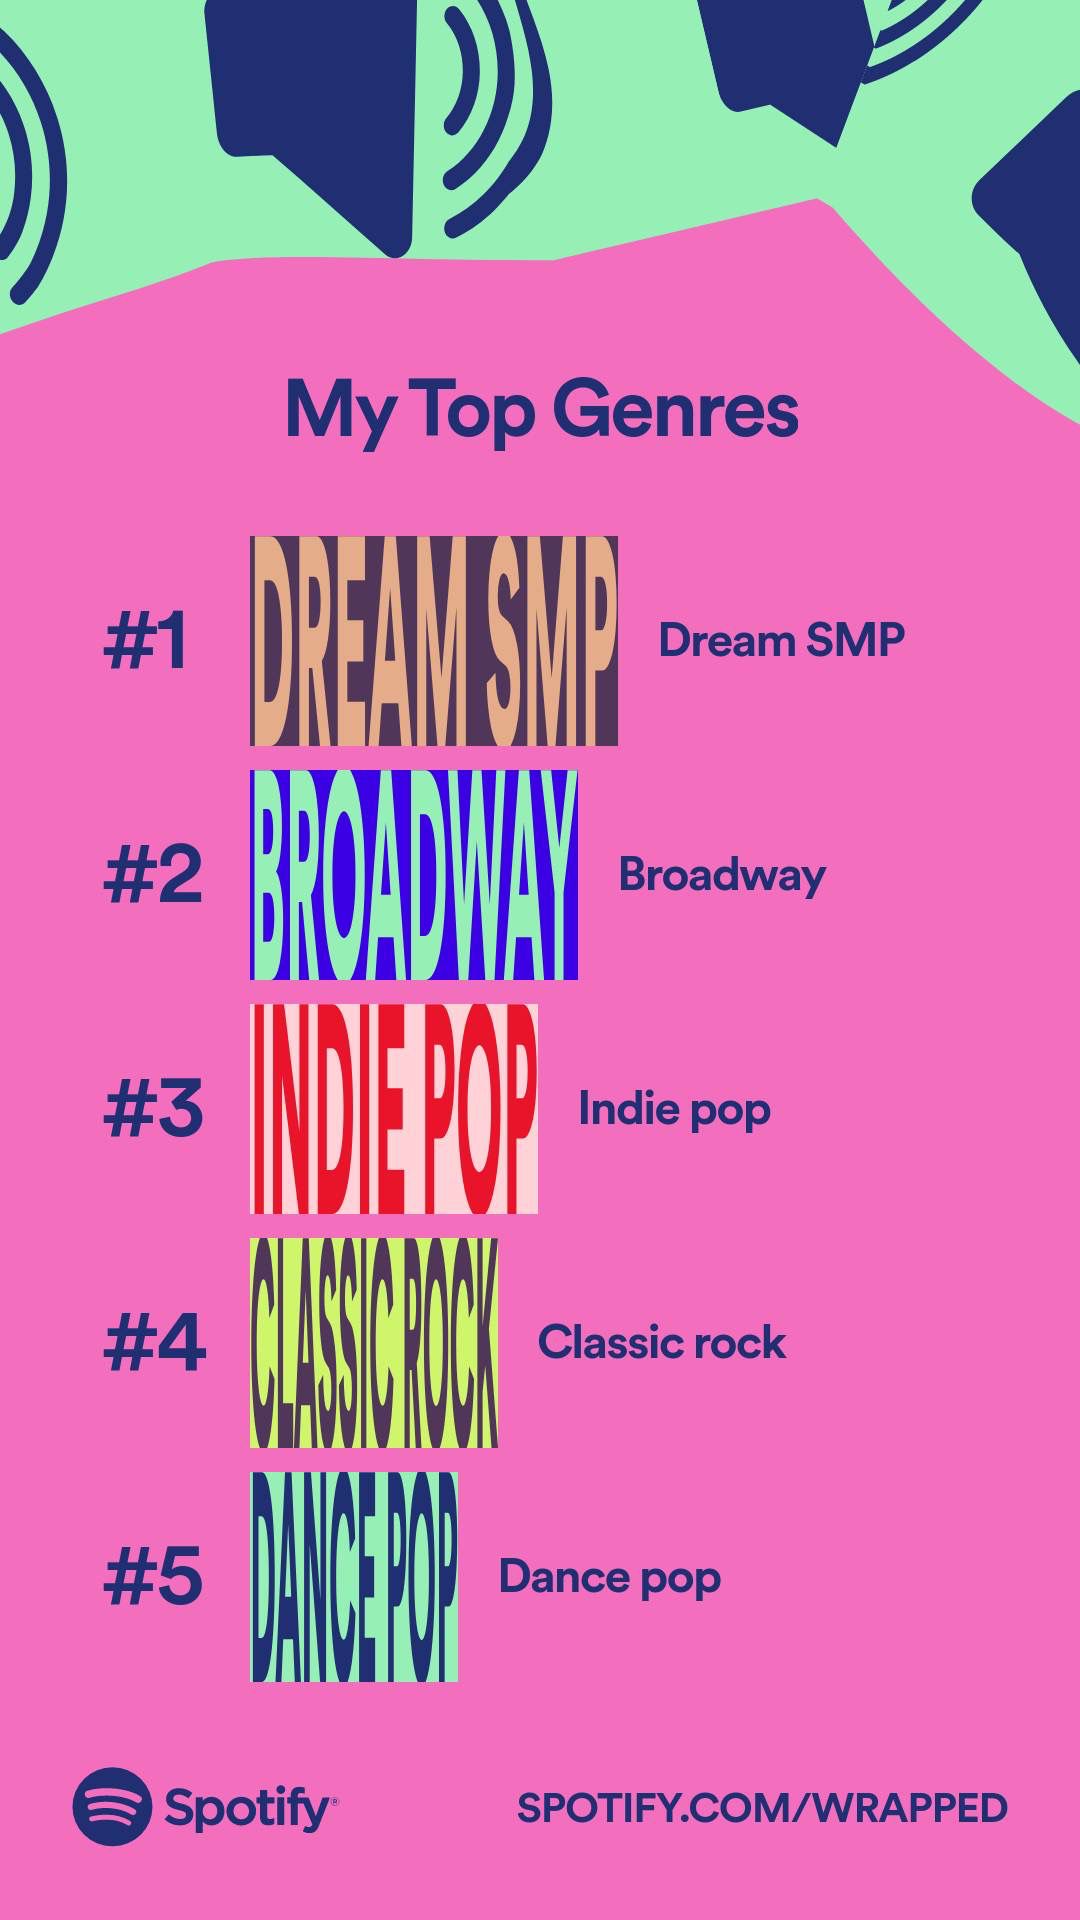 My Top Genres
#1 DREAM SMP Dream SMP
#2 BROADWAY Broadway
#3 INDIE POP Indie pop
#4 CLASSIC ROCK Classic rock
#5 DANCE POP Dance pop
Spotify® SPOTIFY.COM/WRAPPED